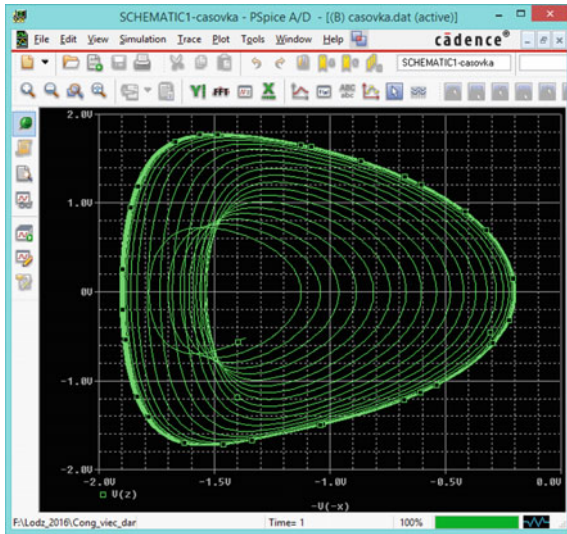 SCHEMATIC1-casovka - PSpice A/D - [(B) casovka.dat (active)]
File Edit View Simulation Trace Plot Tools Window Help cādence®
SCHEMATIC1-casovka
ABC
abc
2.0V
1.0V
0V
-1.0V
-2.0V
-2.0V -1.5V -1.0V -0.5V 0.0V
V(z)
-V(-x)
F:\Lodz_2016\Cong_viec_dar Time= 1 100%